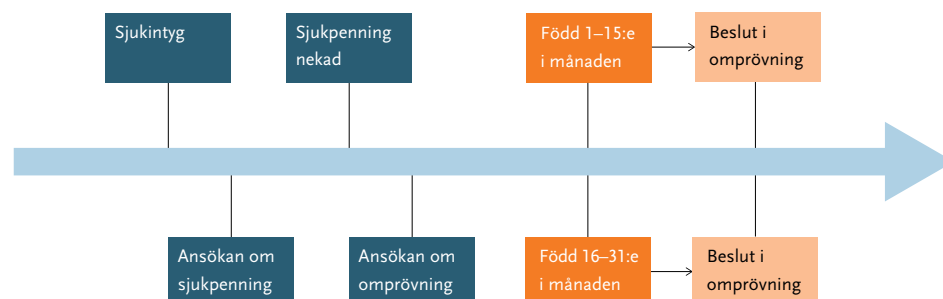 Sjukintyg
Sjukpenning
nekad
Född 1–15:e
i månaden
Beslut i
omprövning
Ansökan om
sjukpenning
Ansökan om
omprövning
Född 16–31:e
i månaden
Beslut i
omprövning